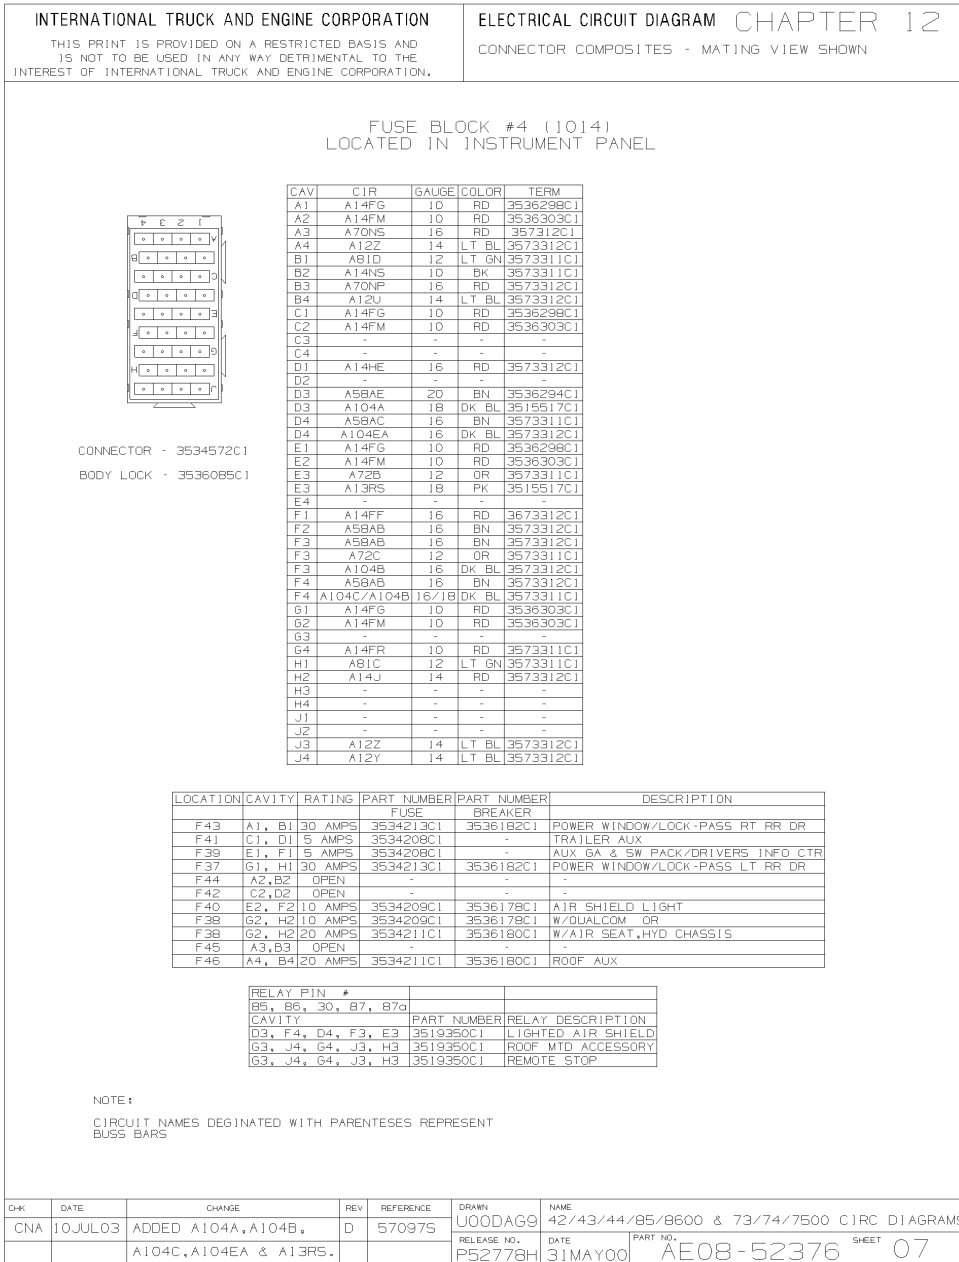 INTERNATIONAL TRUCK AND ENGINE CORPORATION
THIS PRINT IS PROVIDED ON A RESTRICTED BASIS AND
IS NOT TO BE USED IN ANY WAY DETRIMENTAL TO THE
INTEREST OF INTERNATIONAL TRUCK AND ENGINE CORPORATION.
ELECTRICAL CIRCUIT DIAGRAM CHAPTER 12
CONNECTOR COMPOSITES - MATING VIEW SHOWN
FUSE BLOCK #4 (1014)
LOCATED IN INSTRUMENT PANEL
4 3 2 1
A
B
C
D
E
F
G
H
J
CONNECTOR - 3534572C1
BODY LOCK - 3536085C1
CAV CIR GAUGE COLOR TERM
A1 A14FG 10 RD 3536298C1
A2 A14FM 10 RD 3536303C1
A3 A70NS 16 RD 357312C1
A4 A12Z 14 LT BL 3573312C1
B1 A81D 12 LT GN 3573311C1
B2 A14NS 10 BK 3573311C1
B3 A70NP 16 RD 3573312C1
B4 A12U 14 LT BL 3573312C1
C1 A14FG 10 RD 3536298C1
C2 A14FM 10 RD 3536303C1
C3 - - - -
C4 - - - -
D1 A14HE 16 RD 3573312C1
D2 - - - -
D3 A58AE 20 BN 3536294C1
D3 A104A 18 DK BL 3515517C1
D4 A58AC 16 BN 3573311C1
D4 A104EA 16 DK BL 3573312C1
E1 A14FG 10 RD 3536298C1
E2 A14FM 10 RD 3536303C1
E3 A72B 12 OR 3573311C1
E3 A13RS 18 PK 3515517C1
E4 - - - -
F1 A14FF 16 RD 3673312C1
F2 A58AB 16 BN 3573312C1
F3 A58AB 16 BN 3573312C1
F3 A72C 12 OR 3573311C1
F3 A104B 16 DK BL 3573312C1
F4 A58AB 16 BN 3573312C1
F4 A104C/A104B 16/18 DK BL 3573311C1
G1 A14FG 10 RD 3536303C1
G2 A14FM 10 RD 3536303C1
G3 - - - -
G4 A14FR 10 RD 3573311C1
H1 A81C 12 LT GN 3573311C1
H2 A14J 14 RD 3573312C1
H3 - - - -
H4 - - - -
J1 - - - -
J2 - - - -
J3 A12Z 14 LT BL 3573312C1
J4 A12Y 14 LT BL 3573312C1
LOCATION CAVITY RATING PART NUMBER PART NUMBER DESCRIPTION
FUSE BREAKER
F43 A1, B1 30 AMPS 3534213C1 3536182C1 POWER WINDOW/LOCK-PASS RT RR DR
F41 C1, D1 5 AMPS 3534208C1 - TRAILER AUX
F39 E1, F1 5 AMPS 3534208C1 - AUX GA & SW PACK/DRIVERS INFO CTR
F37 G1, H1 30 AMPS 3534213C1 3536182C1 POWER WINDOW/LOCK-PASS LT RR DR
F44 A2,B2 OPEN - - -
F42 C2,D2 OPEN - - -
F40 E2, F2 10 AMPS 3534209C1 3536178C1 AIR SHIELD LIGHT
F38 G2, H2 10 AMPS 3534209C1 3536178C1 W/QUALCOM OR
F38 G2, H2 20 AMPS 3534211C1 3536180C1 W/AIR SEAT,HYD CHASSIS
F45 A3,B3 OPEN - - -
F46 A4, B4 20 AMPS 3534211C1 3536180C1 ROOF AUX
RELAY PIN #
85, 86, 30, 87, 87a
CAVITY PART NUMBER RELAY DESCRIPTION
D3, F4, D4, F3, E3 3519350C1 LIGHTED AIR SHIELD
G3, J4, G4, J3, H3 3519350C1 ROOF MTD ACCESSORY
G3, J4, G4, J3, H3 3519350C1 REMOTE STOP
NOTE:
CIRCUIT NAMES DEGINATED WITH PARENTESES REPRESENT
BUSS BARS
CHK DATE CHANGE REV REFERENCE DRAWN NAME
CNA 10JUL03 ADDED A104A,A104B, D 57097S U00DAG9 42/43/44/85/8600 & 73/74/7500 CIRC DIAGRAMS
A104C,A104EA & A13RS. RELEASE NO. P52778H DATE 31MAY00 PART NO. AE08-52376 SHEET 07